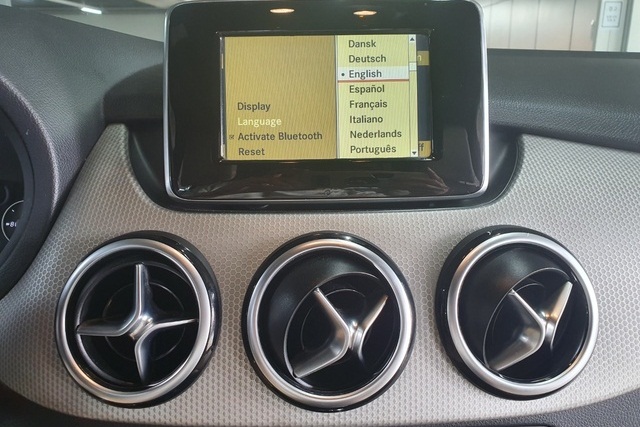 Display
Language
Activate Bluetooth
Reset
Dansk
Deutsch
English
Español
Français
Italiano
Nederlands
Português